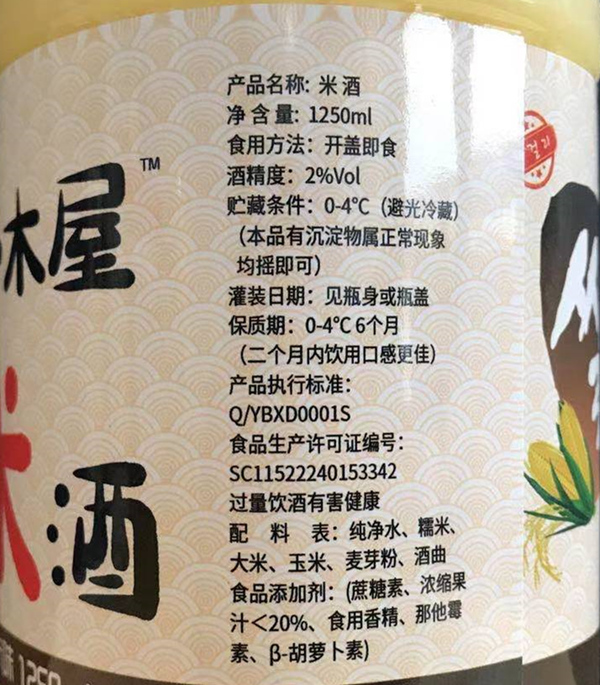 产品名称: 米 酒
净 含 量: 1250ml
食用方法: 开盖即食
酒精度: 2%Vol
贮藏条件: 0-4℃ (避光冷藏)
(本品有沉淀物属正常现象
均摇即可)
灌装日期: 见瓶身或瓶盖
保质期: 0-4℃ 6个月
(二个月内饮用口感更佳)
产品执行标准:
Q/YBXD0001S
食品生产许可证编号:
SC11522240153342
过量饮酒有害健康
配 料 表: 纯净水、糯米、
大米、玉米、麦芽粉、酒曲
食品添加剂: (蔗糖素、浓缩果
汁＜20%、食用香精、那他霉
素、β-胡萝卜素)
屋 TM
米酒
1250
걸리